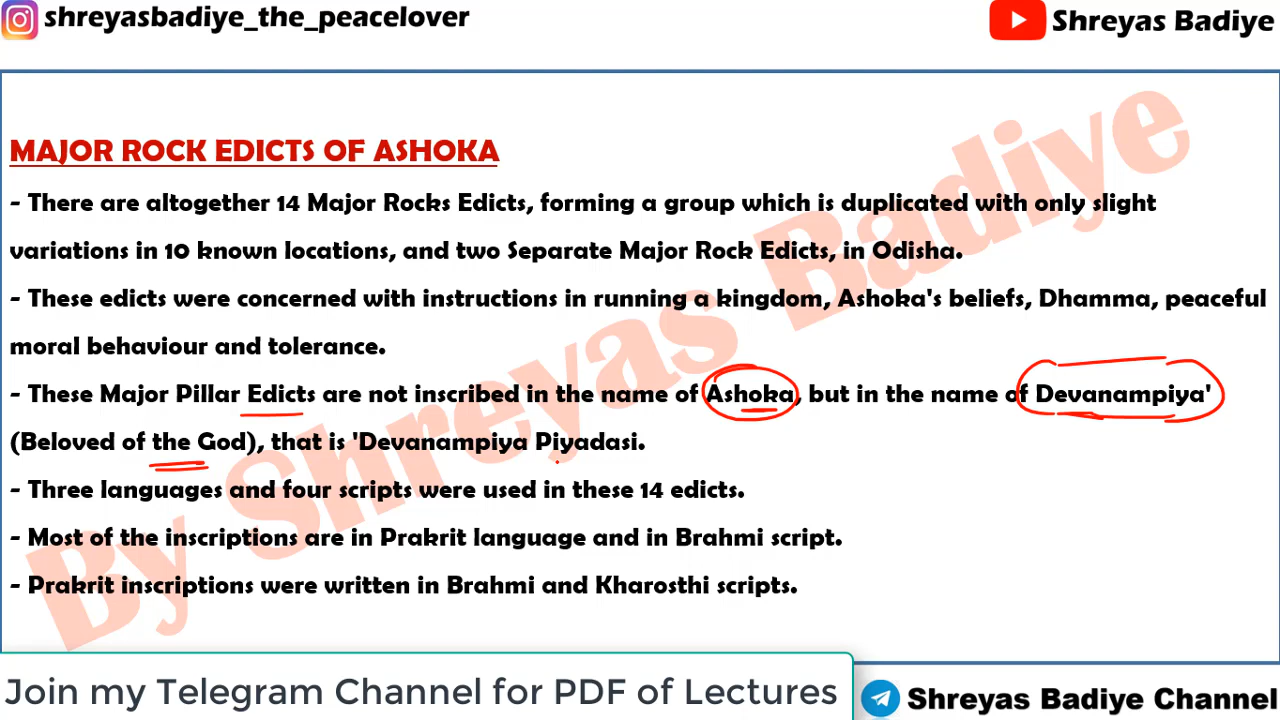 shreyasbadiye_the_peacelover
Shreyas Badiye
MAJOR ROCK EDICTS OF ASHOKA
- There are altogether 14 Major Rocks Edicts, forming a group which is duplicated with only slight
variations in 10 known locations, and two Separate Major Rock Edicts, in Odisha.
- These edicts were concerned with instructions in running a kingdom, Ashoka's beliefs, Dhamma, peaceful
moral behaviour and tolerance.
- These Major Pillar Edicts are not inscribed in the name of Ashoka, but in the name of Devanampiya'
(Beloved of the God), that is 'Devanampiya Piyadasi.
- Three languages and four scripts were used in these 14 edicts.
- Most of the inscriptions are in Prakrit language and in Brahmi script.
- Prakrit inscriptions were written in Brahmi and Kharosthi scripts.
By Shreyas Badiye
Join my Telegram Channel for PDF of Lectures
Shreyas Badiye Channel